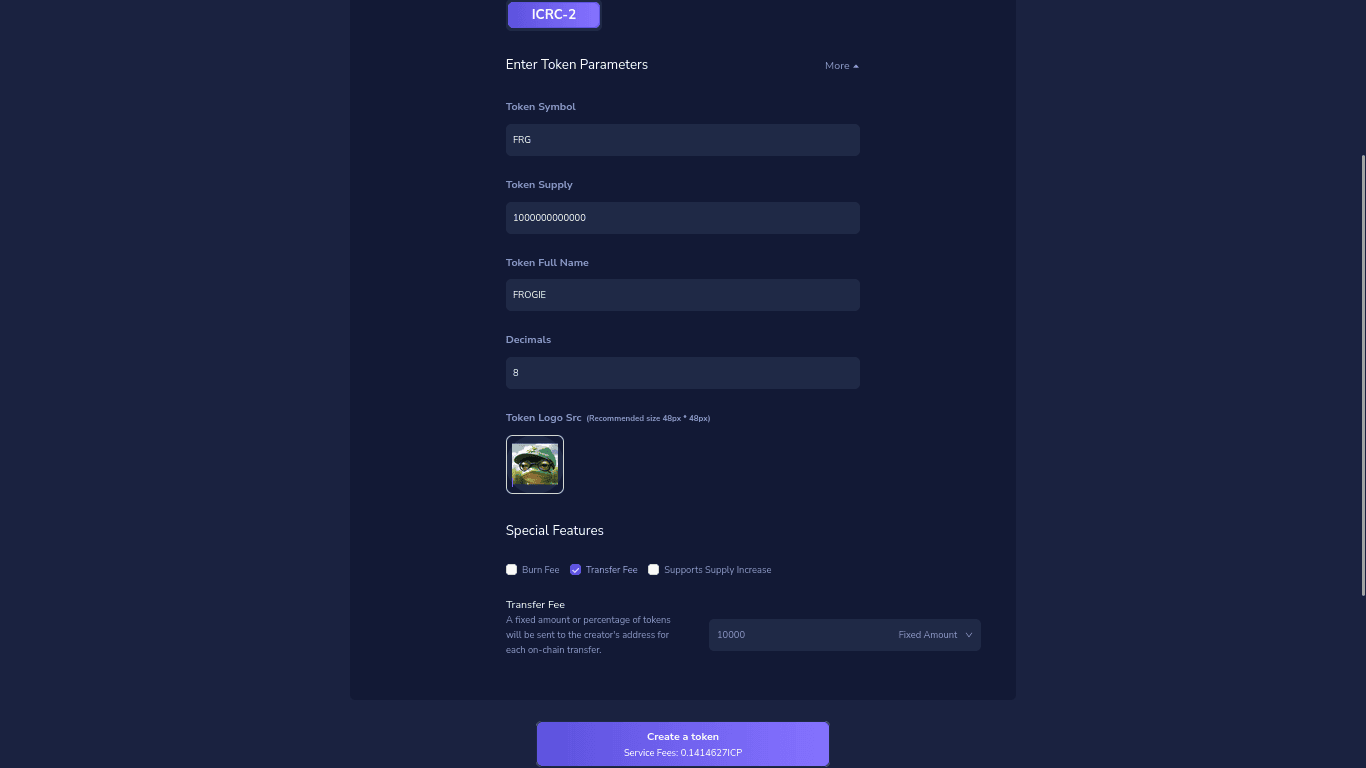 ICRC-2
Enter Token Parameters
More
Token Symbol
FRG
Token Supply
1000000000000
Token Full Name
FROGIE
Decimals
8
Token Logo Src (Recommended size 48px * 48px)
Special Features
Burn Fee
Transfer Fee
Supports Supply Increase
Transfer Fee
A fixed amount or percentage of tokens
will be sent to the creator's address for
each on-chain transfer.
10000
Fixed Amount
Create a token
Service Fees: 0.1414627ICP